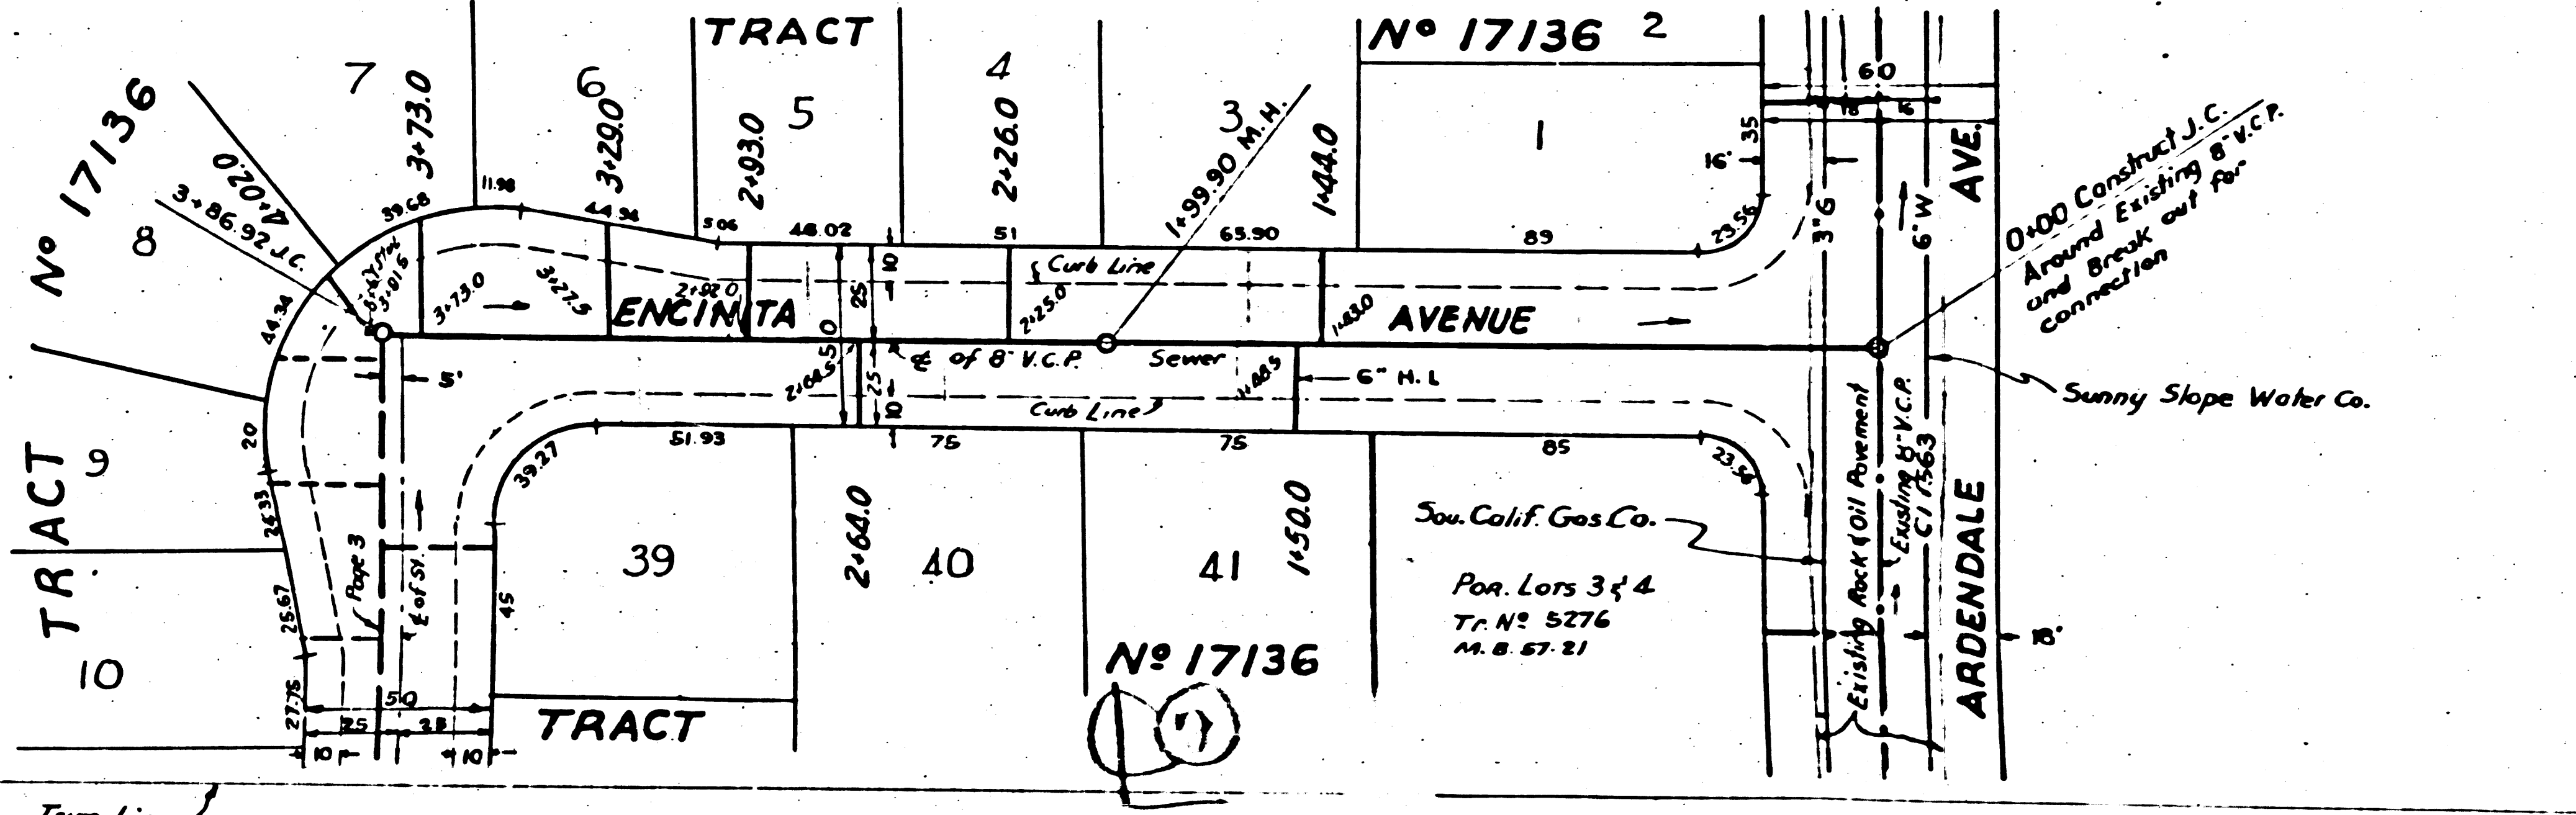 TRACT
Nº 17136
2
7
6
5
4
3
1
Nº 17136
8
3+73.0
3+29.0
2+93.0
2+26.0
1+99.90 M.H.
1+44.0
4+02.0
3+86.92 J.C.
39.68
11.98
44.94
5.06
48.02
51
65.90
89
23.56
35
16'
60
18
16
AVE.
3" G
6" W
0+00 Construct J.C.
Around Existing 8" V.C.P.
and Break out for
connection
44.34
3+73.0
3+27.5
2+92.0
ENCINITA
AVENUE
10
25
50
25
10
2+25.0
Curb Line
1+43.0
5'
2+64.5
℄ of 8" V.C.P.
Sewer
1+48.5
6" H.L
Curb Line
Sunny Slope Water Co.
20
24.33
25.67
27.75
TRACT
9
10
39.27
51.93
75
75
85
23.56
Page 3
℄ of St.
45
39
2+64.0
40
41
1+50.0
Sou. Calif. Gas Co.
Por. Lots 3 & 4
Tr. Nº 5276
M.B. 57-21
Existing Rock & Oil Pavement
Existing 8" V.C.P.
C.I. 1563
ARDENDALE
18'
50
25
25
10
10
TRACT
Nº 17136